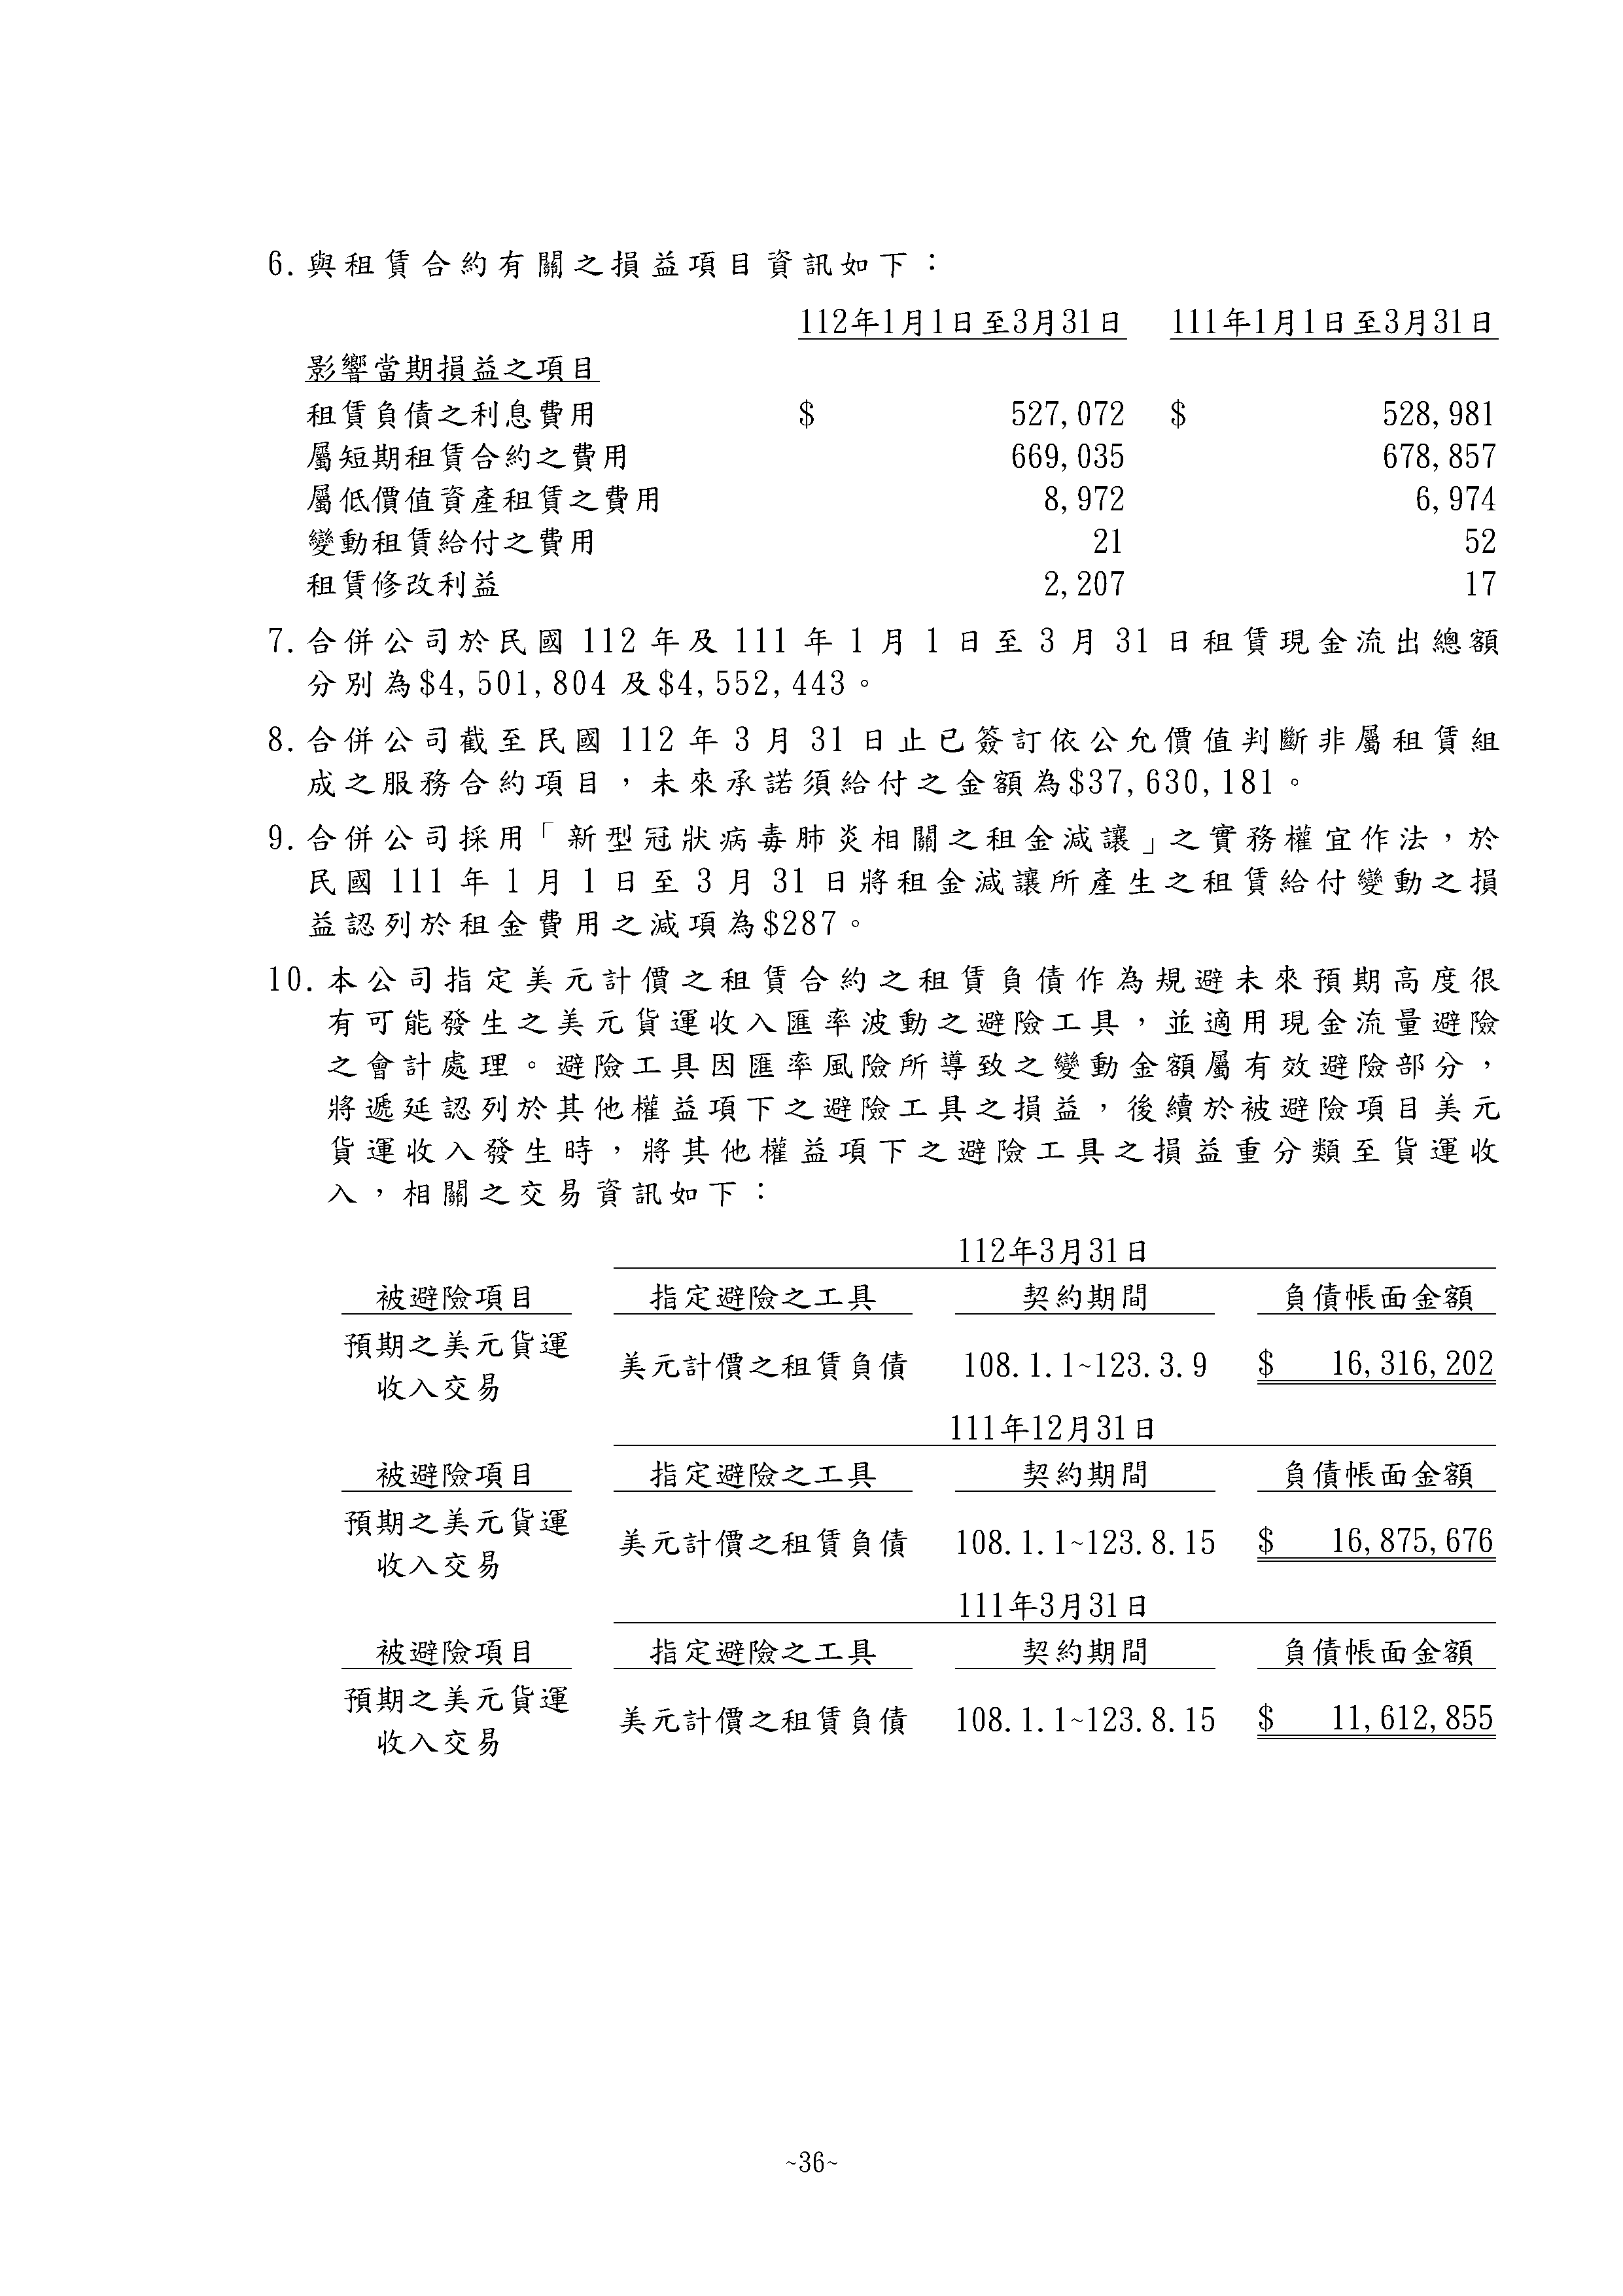 6.與租賃合約有關之損益項目資訊如下：
112年1月1日至3月31日 111年1月1日至3月31日
影響當期損益之項目
租賃負債之利息費用 $ 527,072 $ 528,981
屬短期租賃合約之費用 669,035 678,857
屬低價值資產租賃之費用 8,972 6,974
變動租賃給付之費用 21 52
租賃修改利益 2,207 17
7.合併公司於民國 112 年及 111 年 1 月 1 日至 3 月 31 日租賃現金流出總額
分別為$4,501,804 及$4,552,443。
8.合併公司截至民國 112 年 3 月 31 日止已簽訂依公允價值判斷非屬租賃組
成之服務合約項目，未來承諾須給付之金額為$37,630,181。
9.合併公司採用「新型冠狀病毒肺炎相關之租金減讓」之實務權宜作法，於
民國 111 年 1 月 1 日至 3 月 31 日將租金減讓所產生之租賃給付變動之損
益認列於租金費用之減項為$287。
10.本公司指定美元計價之租賃合約之租賃負債作為規避未來預期高度很
有可能發生之美元貨運收入匯率波動之避險工具，並適用現金流量避險
之會計處理。避險工具因匯率風險所導致之變動金額屬有效避險部分，
將遞延認列於其他權益項下之避險工具之損益，後續於被避險項目美元
貨運收入發生時，將其他權益項下之避險工具之損益重分類至貨運收
入，相關之交易資訊如下：
112年3月31日
被避險項目 指定避險之工具 契約期間 負債帳面金額
預期之美元貨運
收入交易 美元計價之租賃負債 108.1.1~123.3.9 $ 16,316,202
111年12月31日
被避險項目 指定避險之工具 契約期間 負債帳面金額
預期之美元貨運
收入交易 美元計價之租賃負債 108.1.1~123.8.15 $ 16,875,676
111年3月31日
被避險項目 指定避險之工具 契約期間 負債帳面金額
預期之美元貨運
收入交易 美元計價之租賃負債 108.1.1~123.8.15 $ 11,612,855
~36~